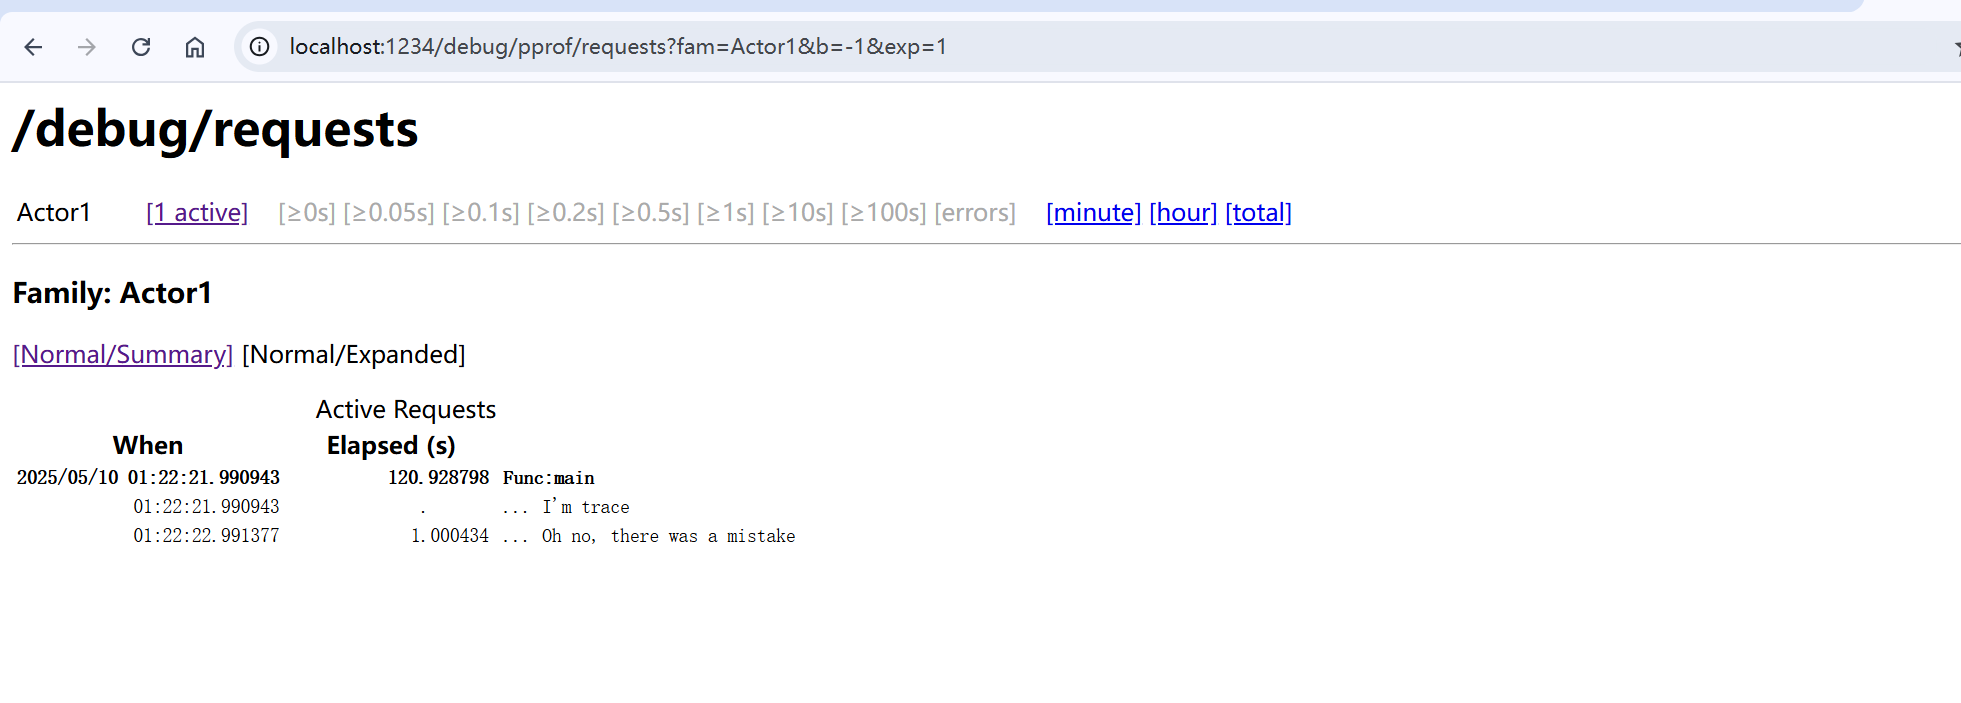 localhost:1234/debug/pprof/requests?fam=Actor1&b=-1&exp=1
/debug/requests
Actor1 [1 active] [≥0s] [≥0.05s] [≥0.1s] [≥0.2s] [≥0.5s] [≥1s] [≥10s] [≥100s] [errors] [minute] [hour] [total]
Family: Actor1
[Normal/Summary] [Normal/Expanded]
Active Requests
When Elapsed (s)
2025/05/10 01:22:21.990943 120.928798 Func:main
01:22:21.990943 . ... I'm trace
01:22:22.991377 1.000434 ... Oh no, there was a mistake